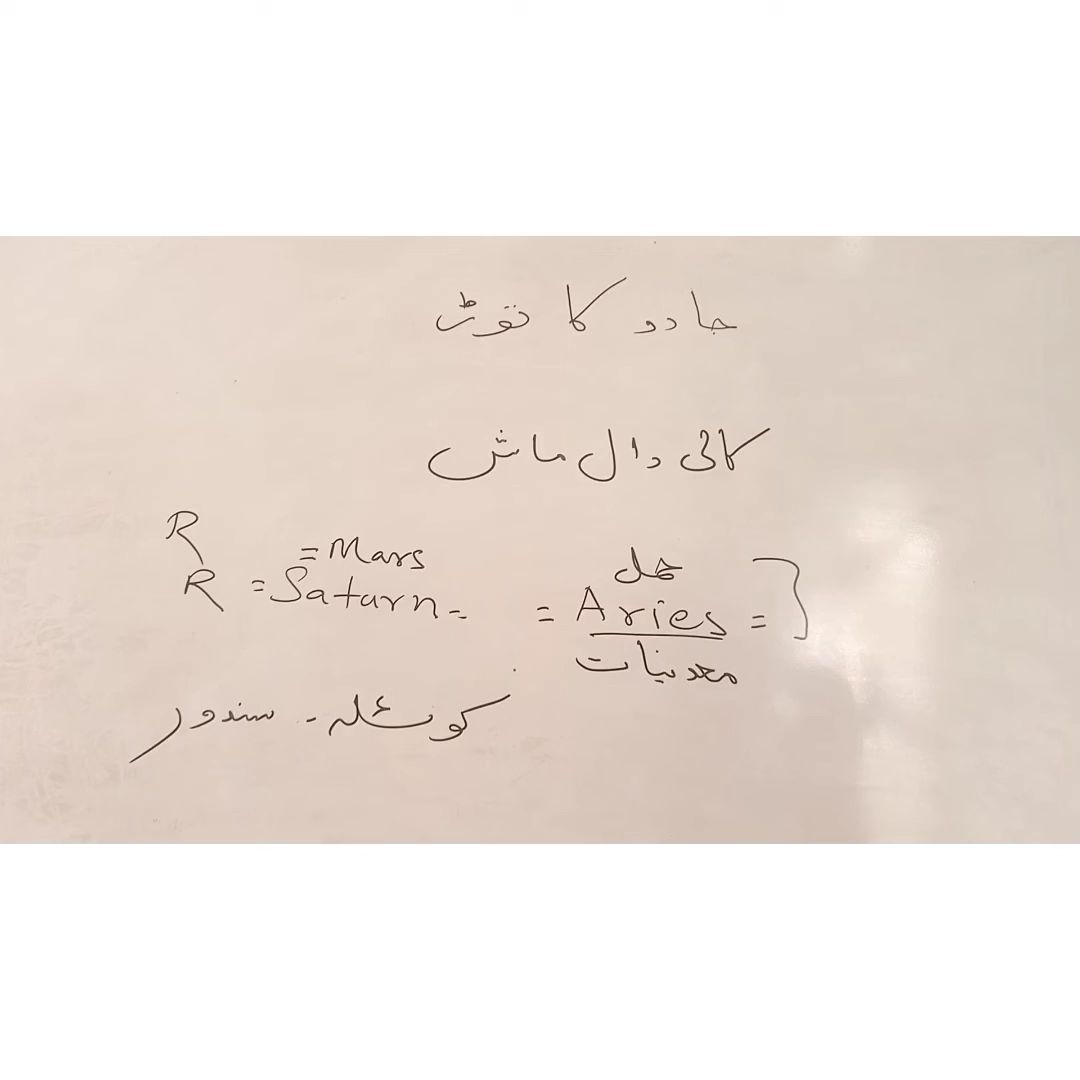 جادو کا توڑ
کالی دال ماش
R = Mars
حمل
R = Saturn - = Aries = }
معدنیات
کوئلہ - سندور